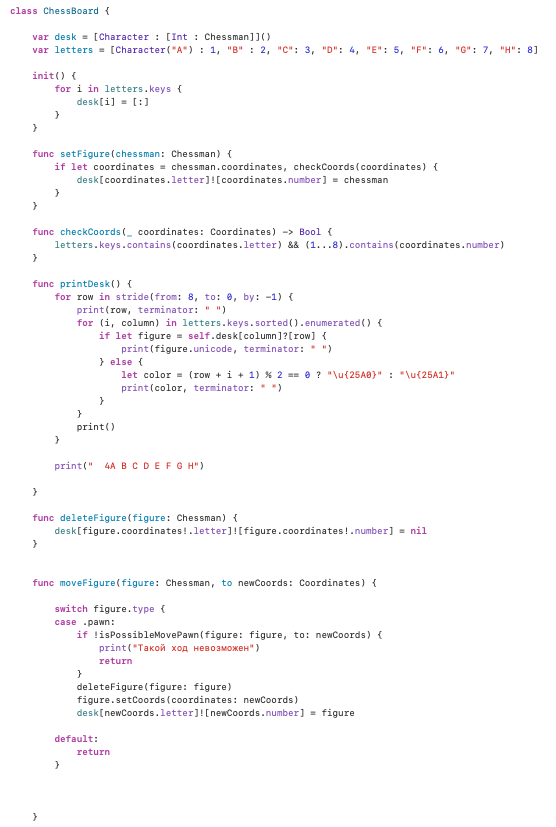 class ChessBoard {
var desk = [Character : [Int : Chessman]]()
var letters = [Character("A") : 1, "B" : 2, "C": 3, "D": 4, "E": 5, "F": 6, "G": 7, "H": 8]
init() {
for i in letters.keys {
desk[i] = [:]
}
}
func setFigure(chessman: Chessman) {
if let coordinates = chessman.coordinates, checkCoords(coordinates) {
desk[coordinates.letter]![coordinates.number] = chessman
}
}
func checkCoords(_ coordinates: Coordinates) -> Bool {
letters.keys.contains(coordinates.letter) && (1...8).contains(coordinates.number)
}
func printDesk() {
for row in stride(from: 8, to: 0, by: -1) {
print(row, terminator: " ")
for (i, column) in letters.keys.sorted().enumerated() {
if let figure = self.desk[column]?[row] {
print(figure.unicode, terminator: " ")
} else {
let color = (row + i + 1) % 2 == 0 ? "\u{25A0}" : "\u{25A1}"
print(color, terminator: " ")
}
}
print()
}
print("  4A B C D E F G H")
}
func deleteFigure(figure: Chessman) {
desk[figure.coordinates!.letter]![figure.coordinates!.number] = nil
}
func moveFigure(figure: Chessman, to newCoords: Coordinates) {
switch figure.type {
case .pawn:
if !isPossibleMovePawn(figure: figure, to: newCoords) {
print("Такой ход невозможен")
return
}
deleteFigure(figure: figure)
figure.setCoords(coordinates: newCoords)
desk[newCoords.letter]![newCoords.number] = figure
default:
return
}
}